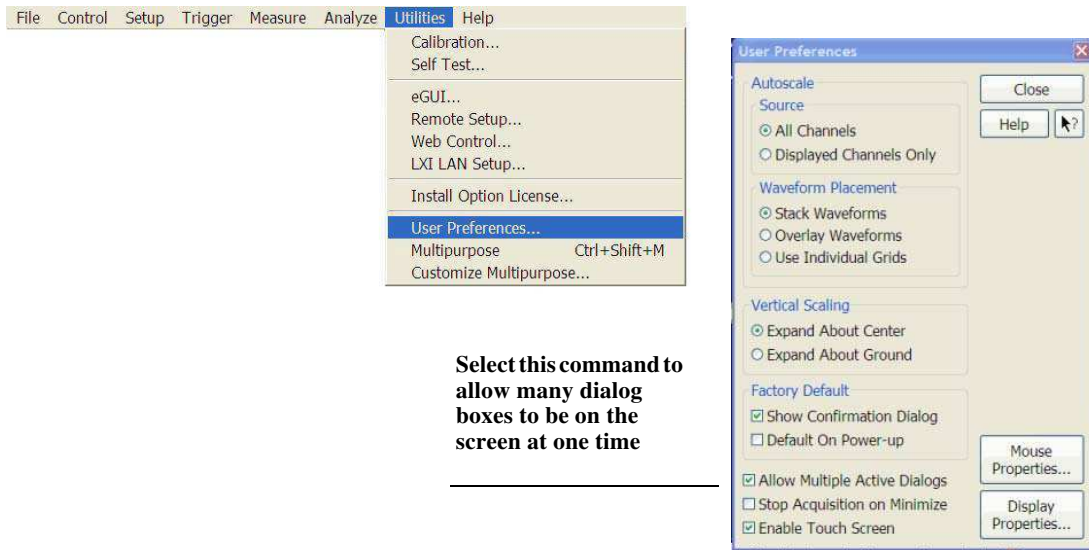 File Control Setup Trigger Measure Analyze Utilities Help
Calibration...
Self Test...
eGUI...
Remote Setup...
Web Control...
LXI LAN Setup...
Install Option License...
User Preferences...
Multipurpose Ctrl+Shift+M
Customize Multipurpose...
Select this command to
allow many dialog
boxes to be on the
screen at one time
User Preferences
Autoscale
Source
All Channels
Displayed Channels Only
Waveform Placement
Stack Waveforms
Overlay Waveforms
Use Individual Grids
Vertical Scaling
Expand About Center
Expand About Ground
Factory Default
Show Confirmation Dialog
Default On Power-up
Allow Multiple Active Dialogs
Stop Acquisition on Minimize
Enable Touch Screen
Close
Help ?
Mouse
Properties...
Display
Properties...